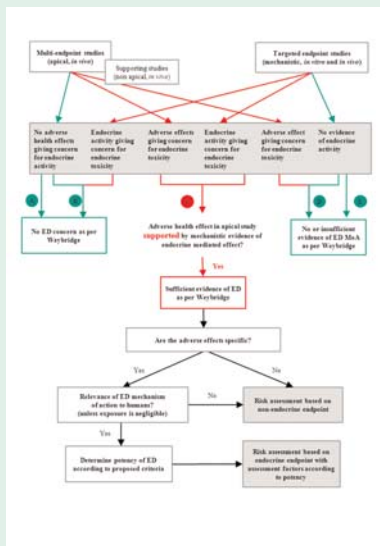 Multi-endpoint studies
(apical, in vivo)
Supporting studies
(non apical, in vivo)
Targeted endpoint studies
(mechanistic, in vitro and in vivo)
No adverse
health effects
giving concern
for endocrine
activity
Endocrine
activity giving
concern for
endocrine
toxicity
Adverse effects
giving concern
for endocrine
toxicity
Endocrine
activity giving
concern for
endocrine
toxicity
Adverse effect
giving concern
for endocrine
toxicity
No evidence
of endocrine
activity
A
No ED concern as per
Weybridge
Adverse health effect in apical study
supported by mechanistic evidence of
endocrine mediated effect?
No or insufficient
evidence of ED MoA
as per Weybridge
Yes
Sufficient evidence of ED
as per Weybridge
Are the adverse effects specific?
Yes
No
Relevance of ED mechanism
of action to humans?
(unless exposure is negligible)
No
Risk assessment based on
non-endocrine endpoint
Yes
Determine potency of ED
according to proposed criteria
Risk assessment based on
endocrine endpoint with
assessment factors according
to potency